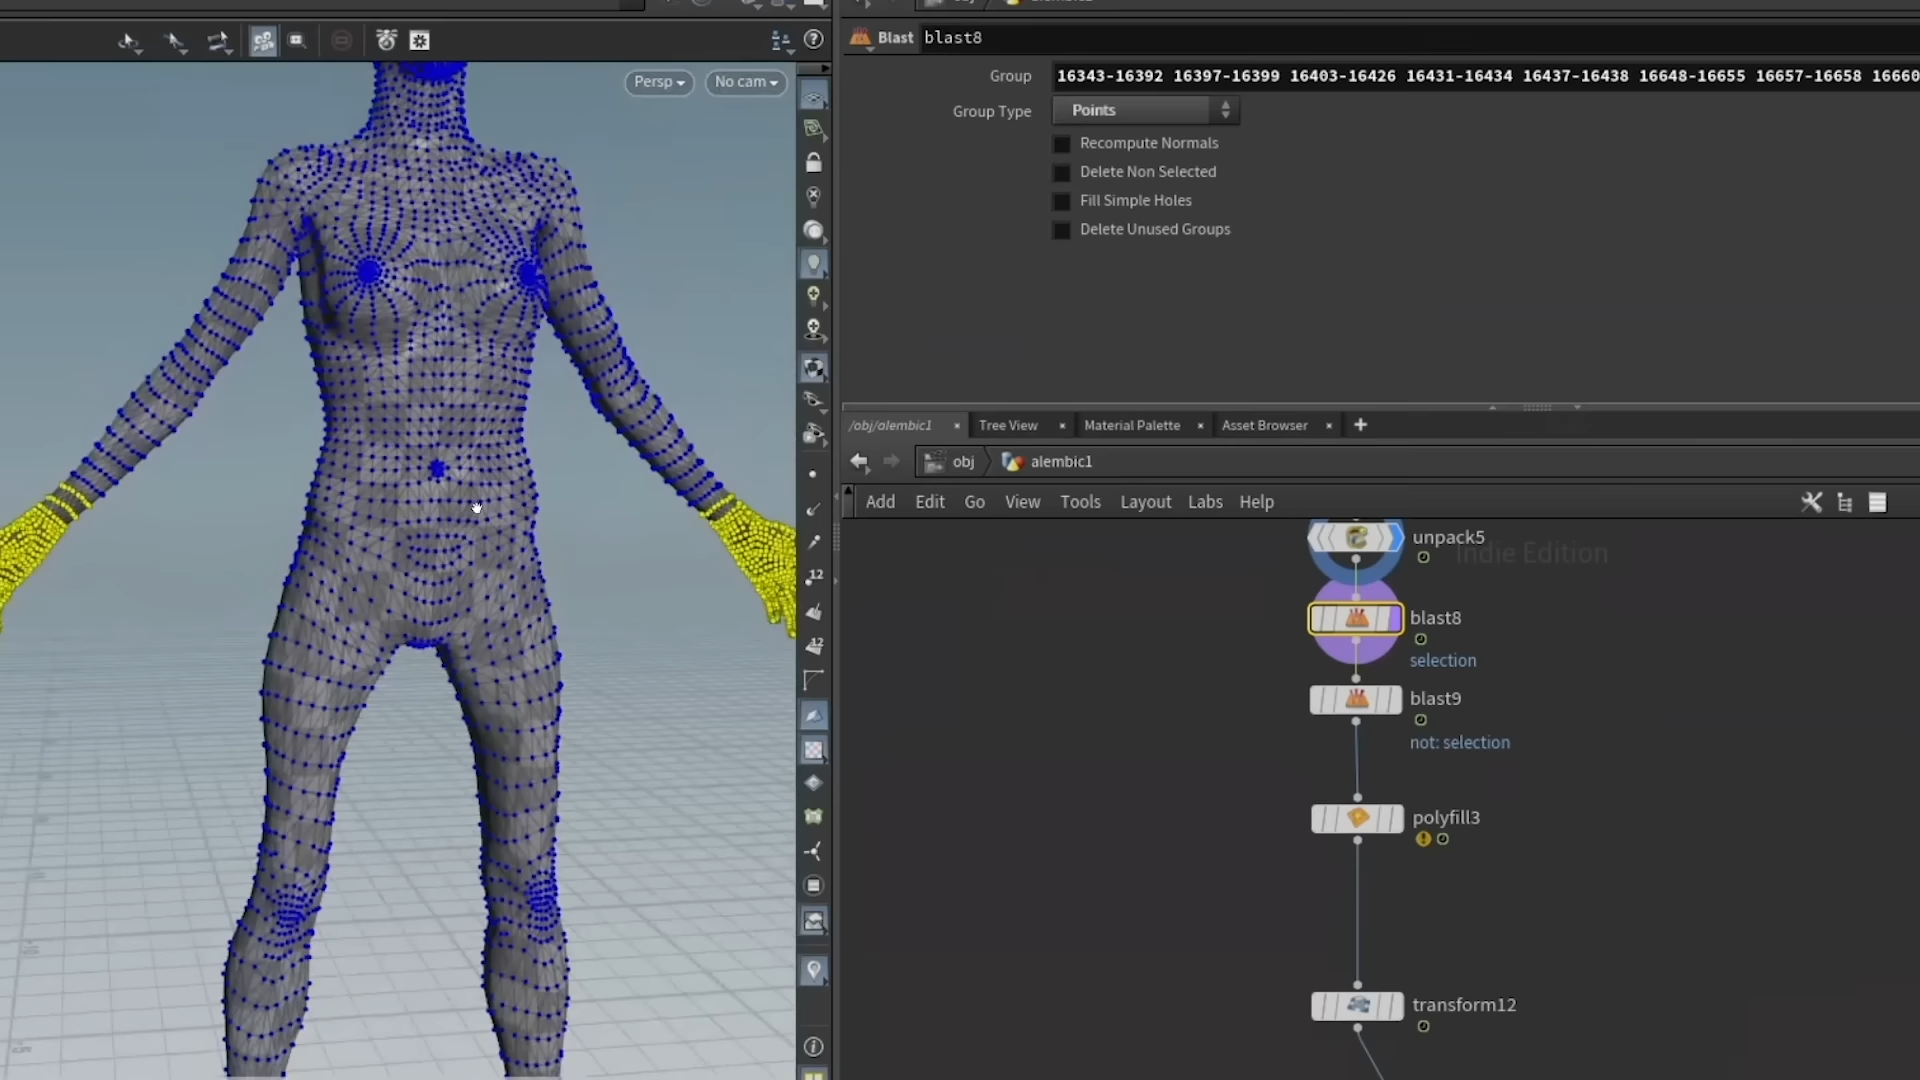 Blast blast8
Persp
No cam
Group 16343-16392 16397-16399 16403-16426 16431-16434 16437-16438 16648-16655 16657-16658 16660
Group Type Points
Recompute Normals
Delete Non Selected
Fill Simple Holes
Delete Unused Groups
/obj/alembic1 × Tree View × Material Palette × Asset Browser × +
obj alembic1
Add Edit Go View Tools Layout Labs Help
unpack5
Indie Edition
blast8
selection
blast9
not: selection
polyfill3
transform12
12
12